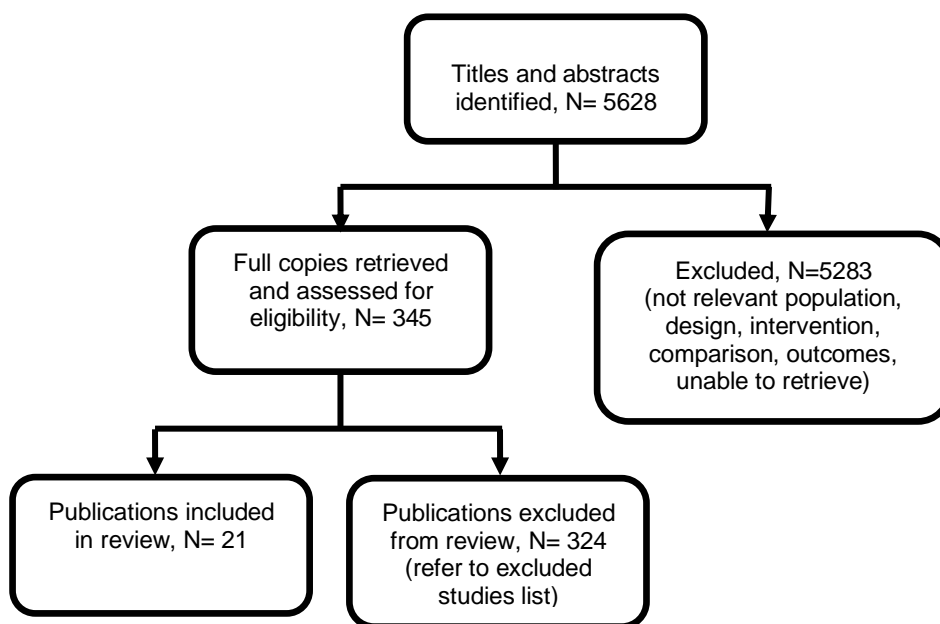 Titles and abstracts
identified, N= 5628
Full copies retrieved
and assessed for
eligibility, N= 345
Excluded, N=5283
(not relevant population,
design, intervention,
comparison, outcomes,
unable to retrieve)
Publications included
in review, N= 21
Publications excluded
from review, N= 324
(refer to excluded
studies list)